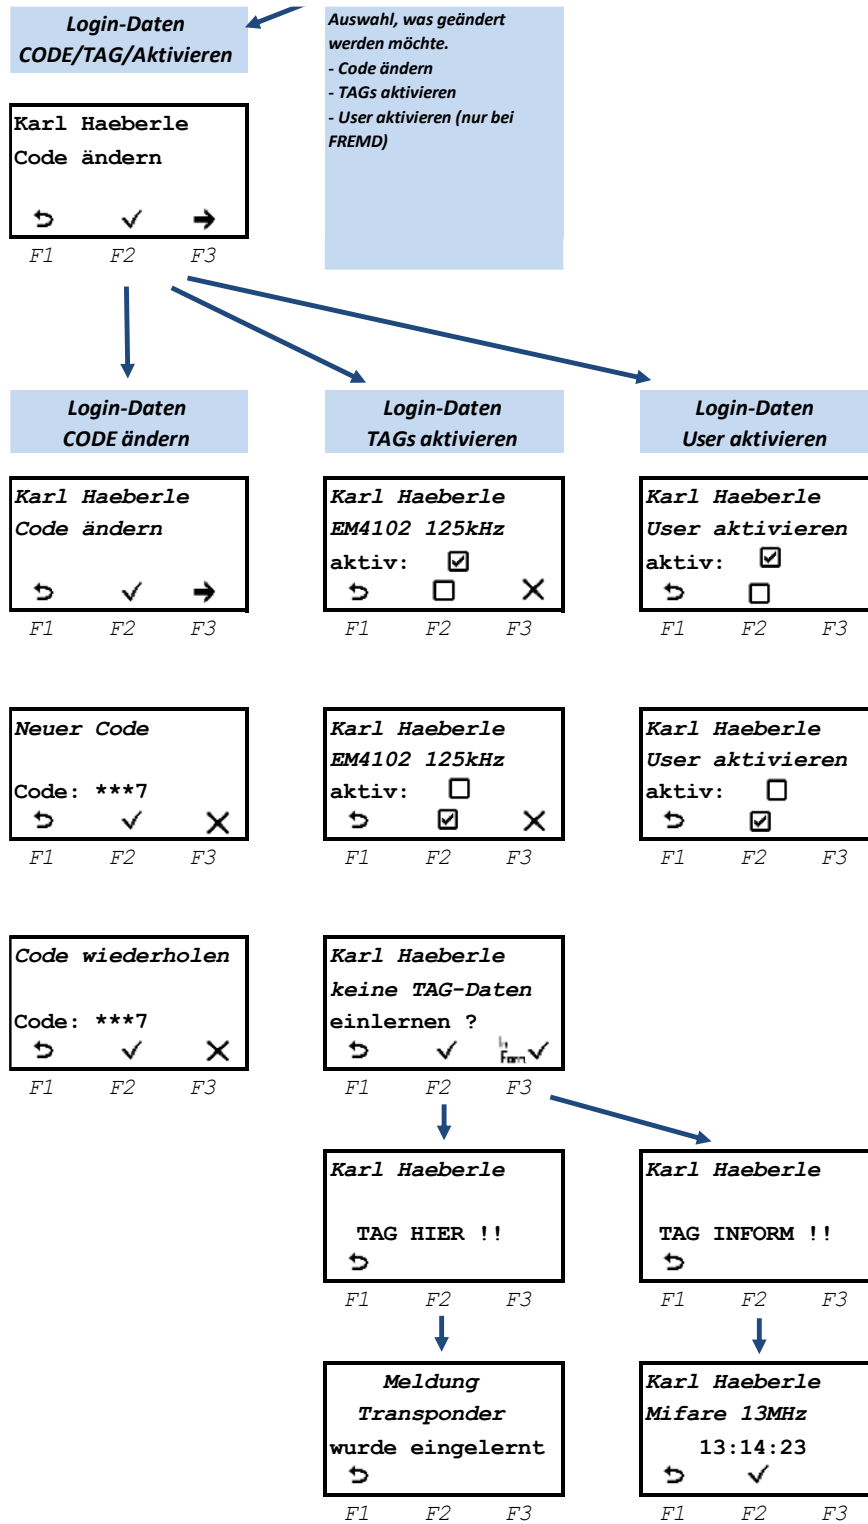 Login-Daten
CODE/TAG/Aktivieren
Auswahl, was geändert
werden möchte.
- Code ändern
- TAGs aktivieren
- User aktivieren (nur bei
FREMD)
Karl Haeberle
Code ändern
F1 F2 F3
Login-Daten
CODE ändern
Login-Daten
TAGs aktivieren
Login-Daten
User aktivieren
Karl Haeberle
Code ändern
F1 F2 F3
Karl Haeberle
EM4102 125kHz
aktiv:
F1 F2 F3
Karl Haeberle
User aktivieren
aktiv:
F1 F2 F3
Neuer Code
Code: ***7
F1 F2 F3
Karl Haeberle
EM4102 125kHz
aktiv:
F1 F2 F3
Karl Haeberle
User aktivieren
aktiv:
F1 F2 F3
Code wiederholen
Code: ***7
F1 F2 F3
Karl Haeberle
keine TAG-Daten
einlernen ?
F1 F2 F3
Karl Haeberle
TAG HIER !!
F1 F2 F3
Karl Haeberle
TAG INFORM !!
F1 F2 F3
Meldung
Transponder
wurde eingelernt
F1 F2 F3
Karl Haeberle
Mifare 13MHz
13:14:23
F1 F2 F3